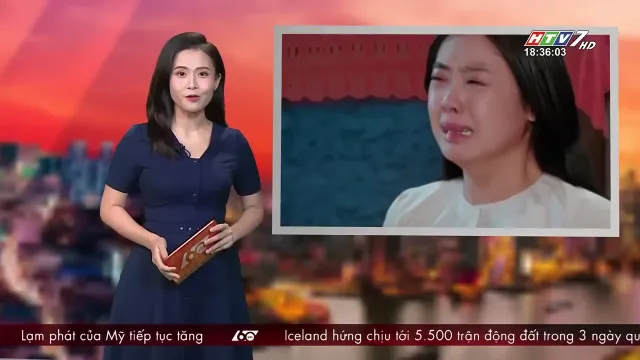 HTV7 HD
18:36:03
Lạm phát của Mỹ tiếp tục tăng
60 Iceland hứng chịu tới 5.500 trận động đất trong 3 ngày